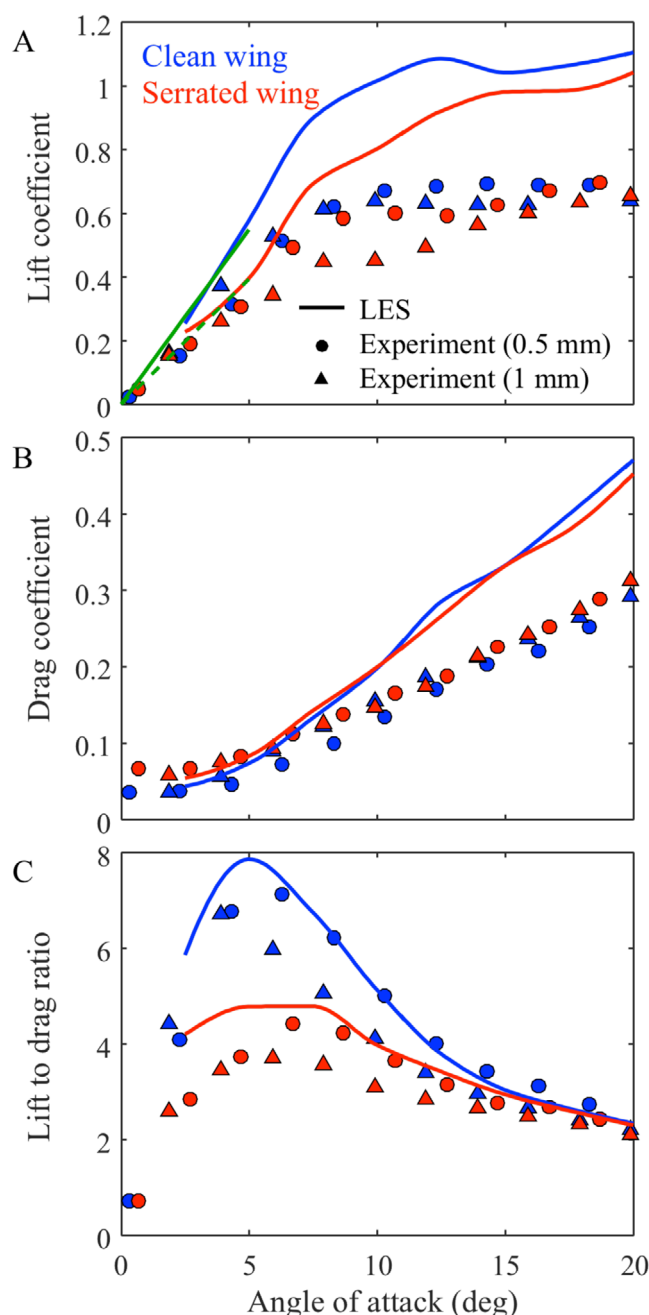 A
1.2
1
0.8
0.6
0.4
0.2
0
Lift coefficient
Clean wing
Serrated wing
LES
Experiment (0.5 mm)
Experiment (1 mm)
B
0.5
0.4
0.3
0.2
0.1
0
Drag coefficient
C
8
6
4
2
0
Lift to drag ratio
0 5 10 15 20
Angle of attack (deg)